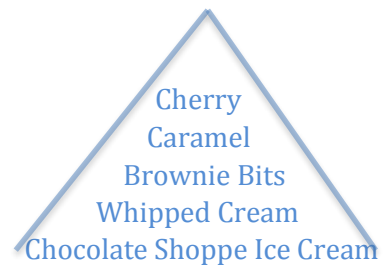 Cherry
Caramel
Brownie Bits
Whipped Cream
Chocolate Shoppe Ice Cream